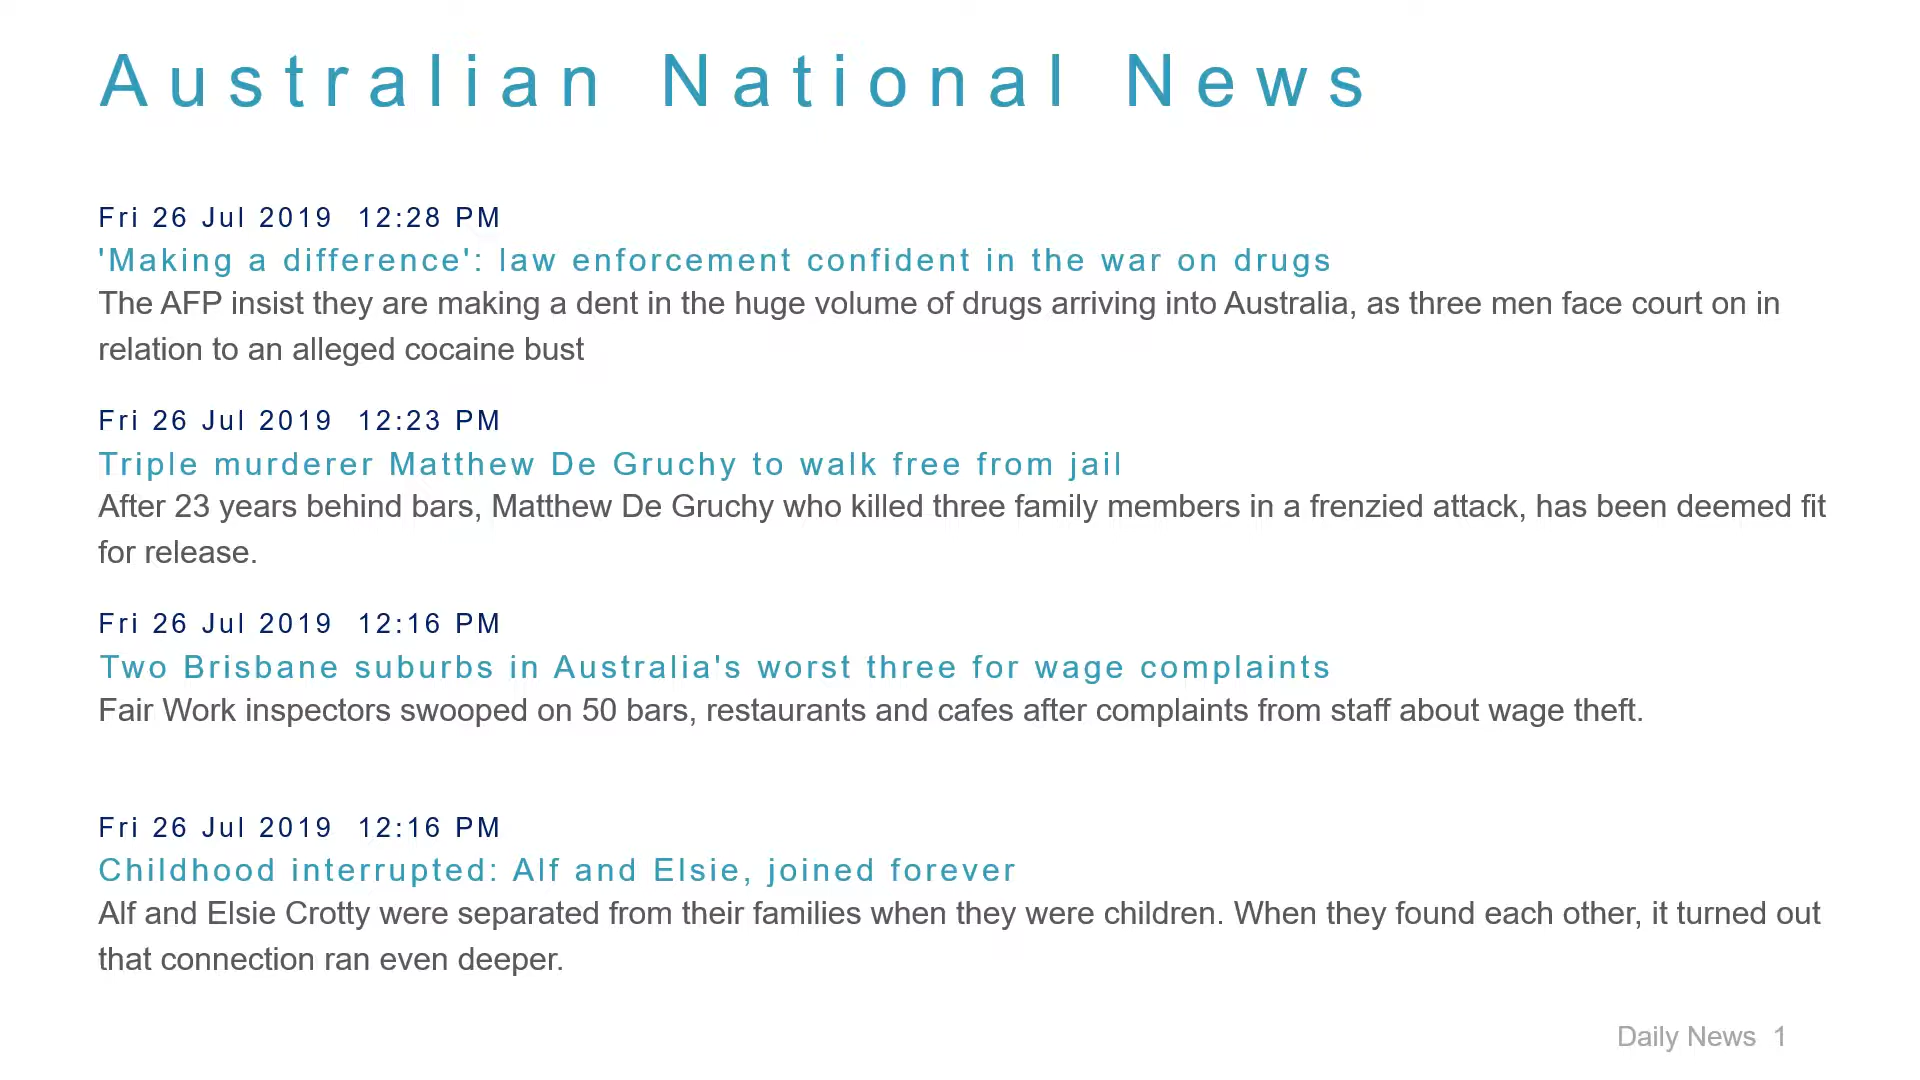 Australian National News
Fri 26 Jul 2019  12:28 PM
'Making a difference': law enforcement confident in the war on drugs
The AFP insist they are making a dent in the huge volume of drugs arriving into Australia, as three men face court on in
relation to an alleged cocaine bust
Fri 26 Jul 2019  12:23 PM
Triple murderer Matthew De Gruchy to walk free from jail
After 23 years behind bars, Matthew De Gruchy who killed three family members in a frenzied attack, has been deemed fit
for release.
Fri 26 Jul 2019  12:16 PM
Two Brisbane suburbs in Australia's worst three for wage complaints
Fair Work inspectors swooped on 50 bars, restaurants and cafes after complaints from staff about wage theft.
Fri 26 Jul 2019  12:16 PM
Childhood interrupted: Alf and Elsie, joined forever
Alf and Elsie Crotty were separated from their families when they were children. When they found each other, it turned out
that connection ran even deeper.
Daily News  1